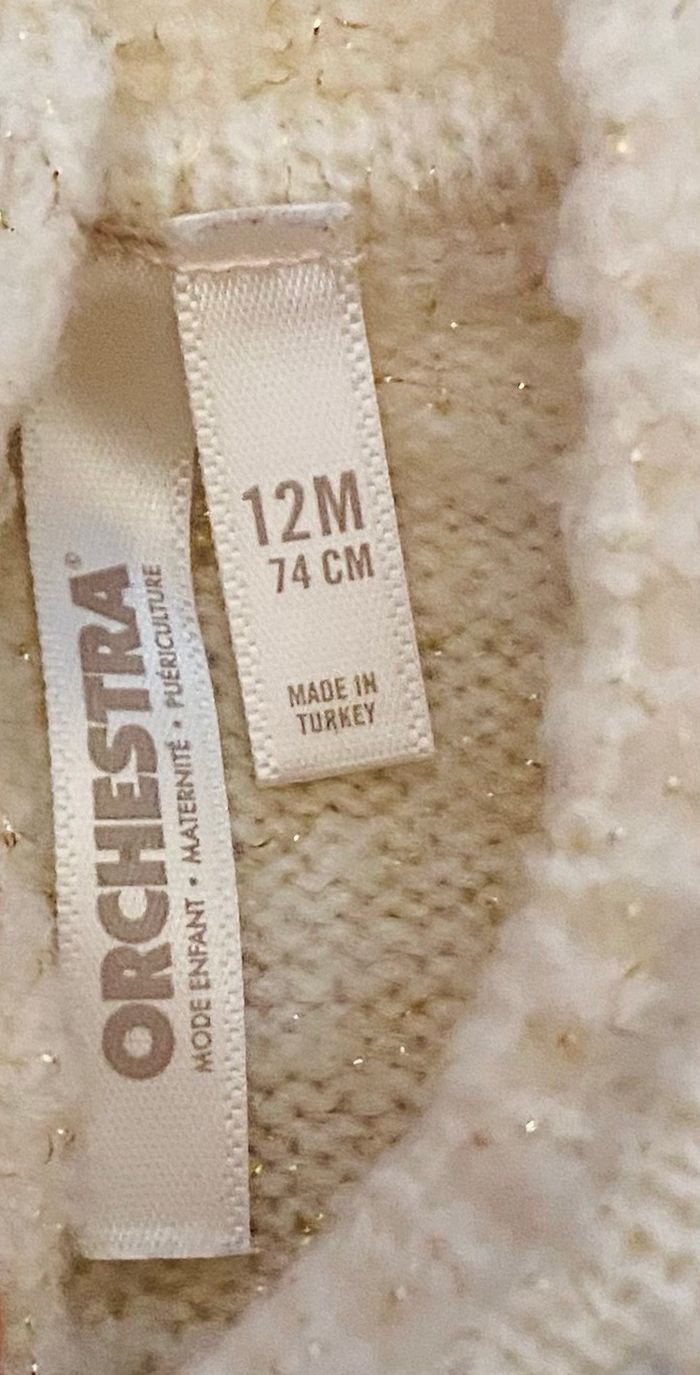 12M
74 CM
MADE IN
TURKEY
ORCHESTRA®
MODE ENFANT • MATERNITÉ • PUÉRICULTURE